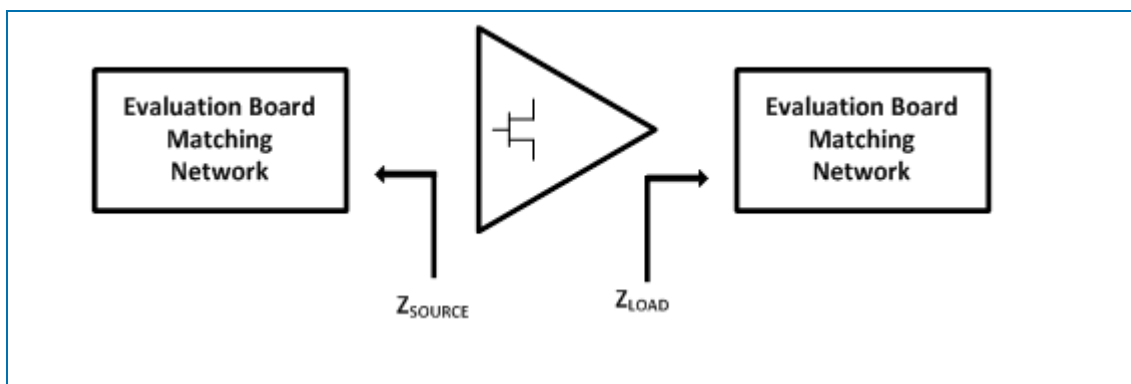 Evaluation Board
Matching
Network
Evaluation Board
Matching
Network
ZSOURCE
ZLOAD